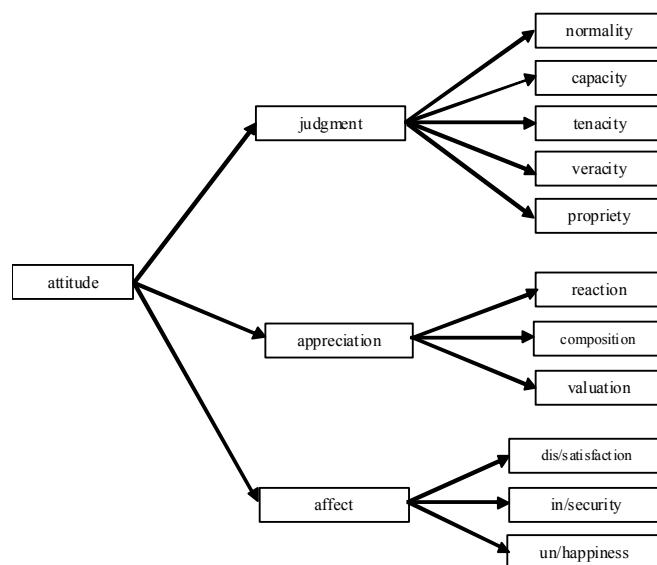 attitude
judgment
normality
capacity
tenacity
veracity
propriety
appreciation
reaction
composition
valuation
affect
dis/satisfaction
in/security
un/happiness